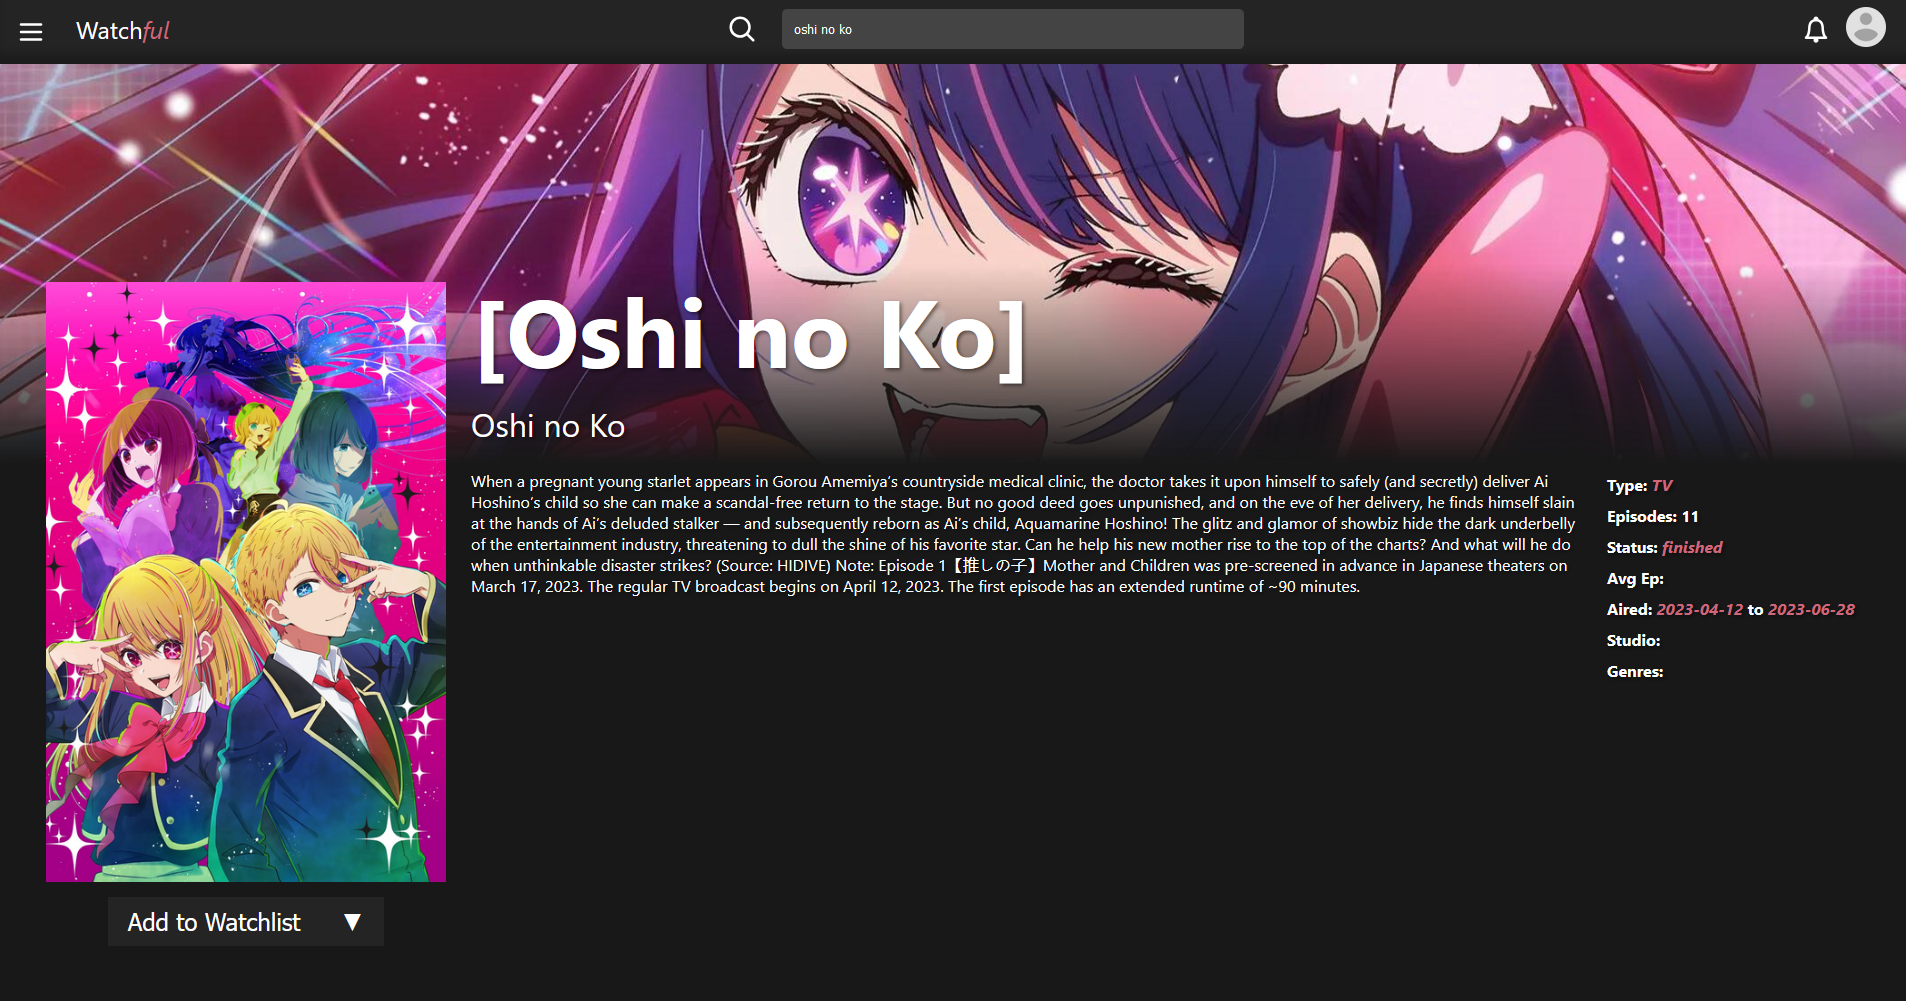 Watchful
oshi no ko
[Oshi no Ko]
Oshi no Ko
When a pregnant young starlet appears in Gorou Amemiya’s countryside medical clinic, the doctor takes it upon himself to safely (and secretly) deliver Ai
Hoshino’s child so she can make a scandal-free return to the stage. But no good deed goes unpunished, and on the eve of her delivery, he finds himself slain
at the hands of Ai’s deluded stalker — and subsequently reborn as Ai’s child, Aquamarine Hoshino! The glitz and glamor of showbiz hide the dark underbelly
of the entertainment industry, threatening to dull the shine of his favorite star. Can he help his new mother rise to the top of the charts? And what will he do
when unthinkable disaster strikes? (Source: HIDIVE) Note: Episode 1【推しの子】Mother and Children was pre-screened in advance in Japanese theaters on
March 17, 2023. The regular TV broadcast begins on April 12, 2023. The first episode has an extended runtime of ~90 minutes.
Type: TV
Episodes: 11
Status: finished
Avg Ep:
Aired: 2023-04-12 to 2023-06-28
Studio:
Genres:
Add to Watchlist ▼